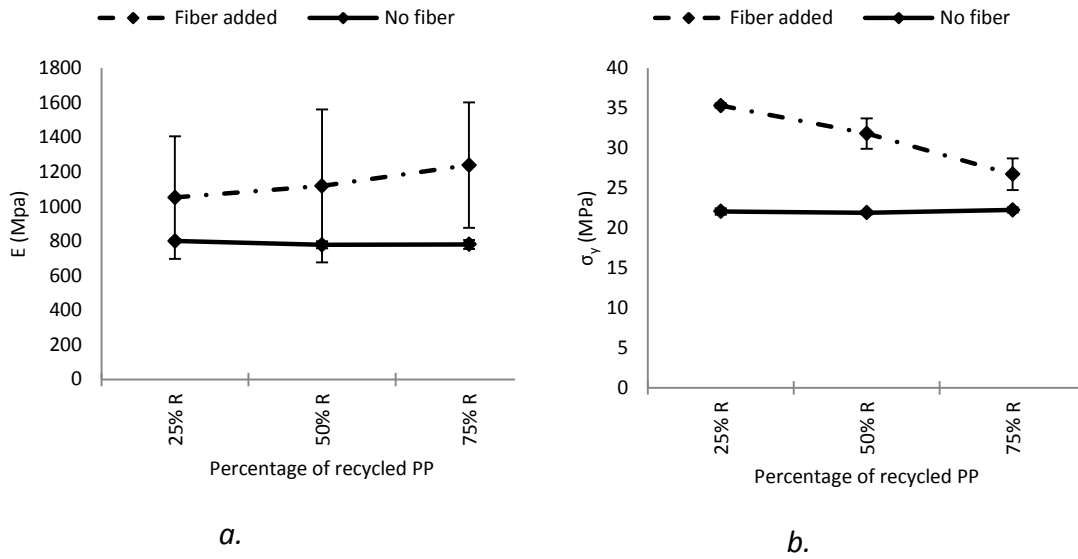 Fiber added No fiber
1800
1600
1400
1200
1000
800
600
400
200
0
E (Mpa)
25% R
50% R
75% R
Percentage of recycled PP
a.
Fiber added No fiber
40
35
30
25
20
15
10
5
0
σy (MPa)
25% R
50% R
75% R
Percentage of recycled PP
b.